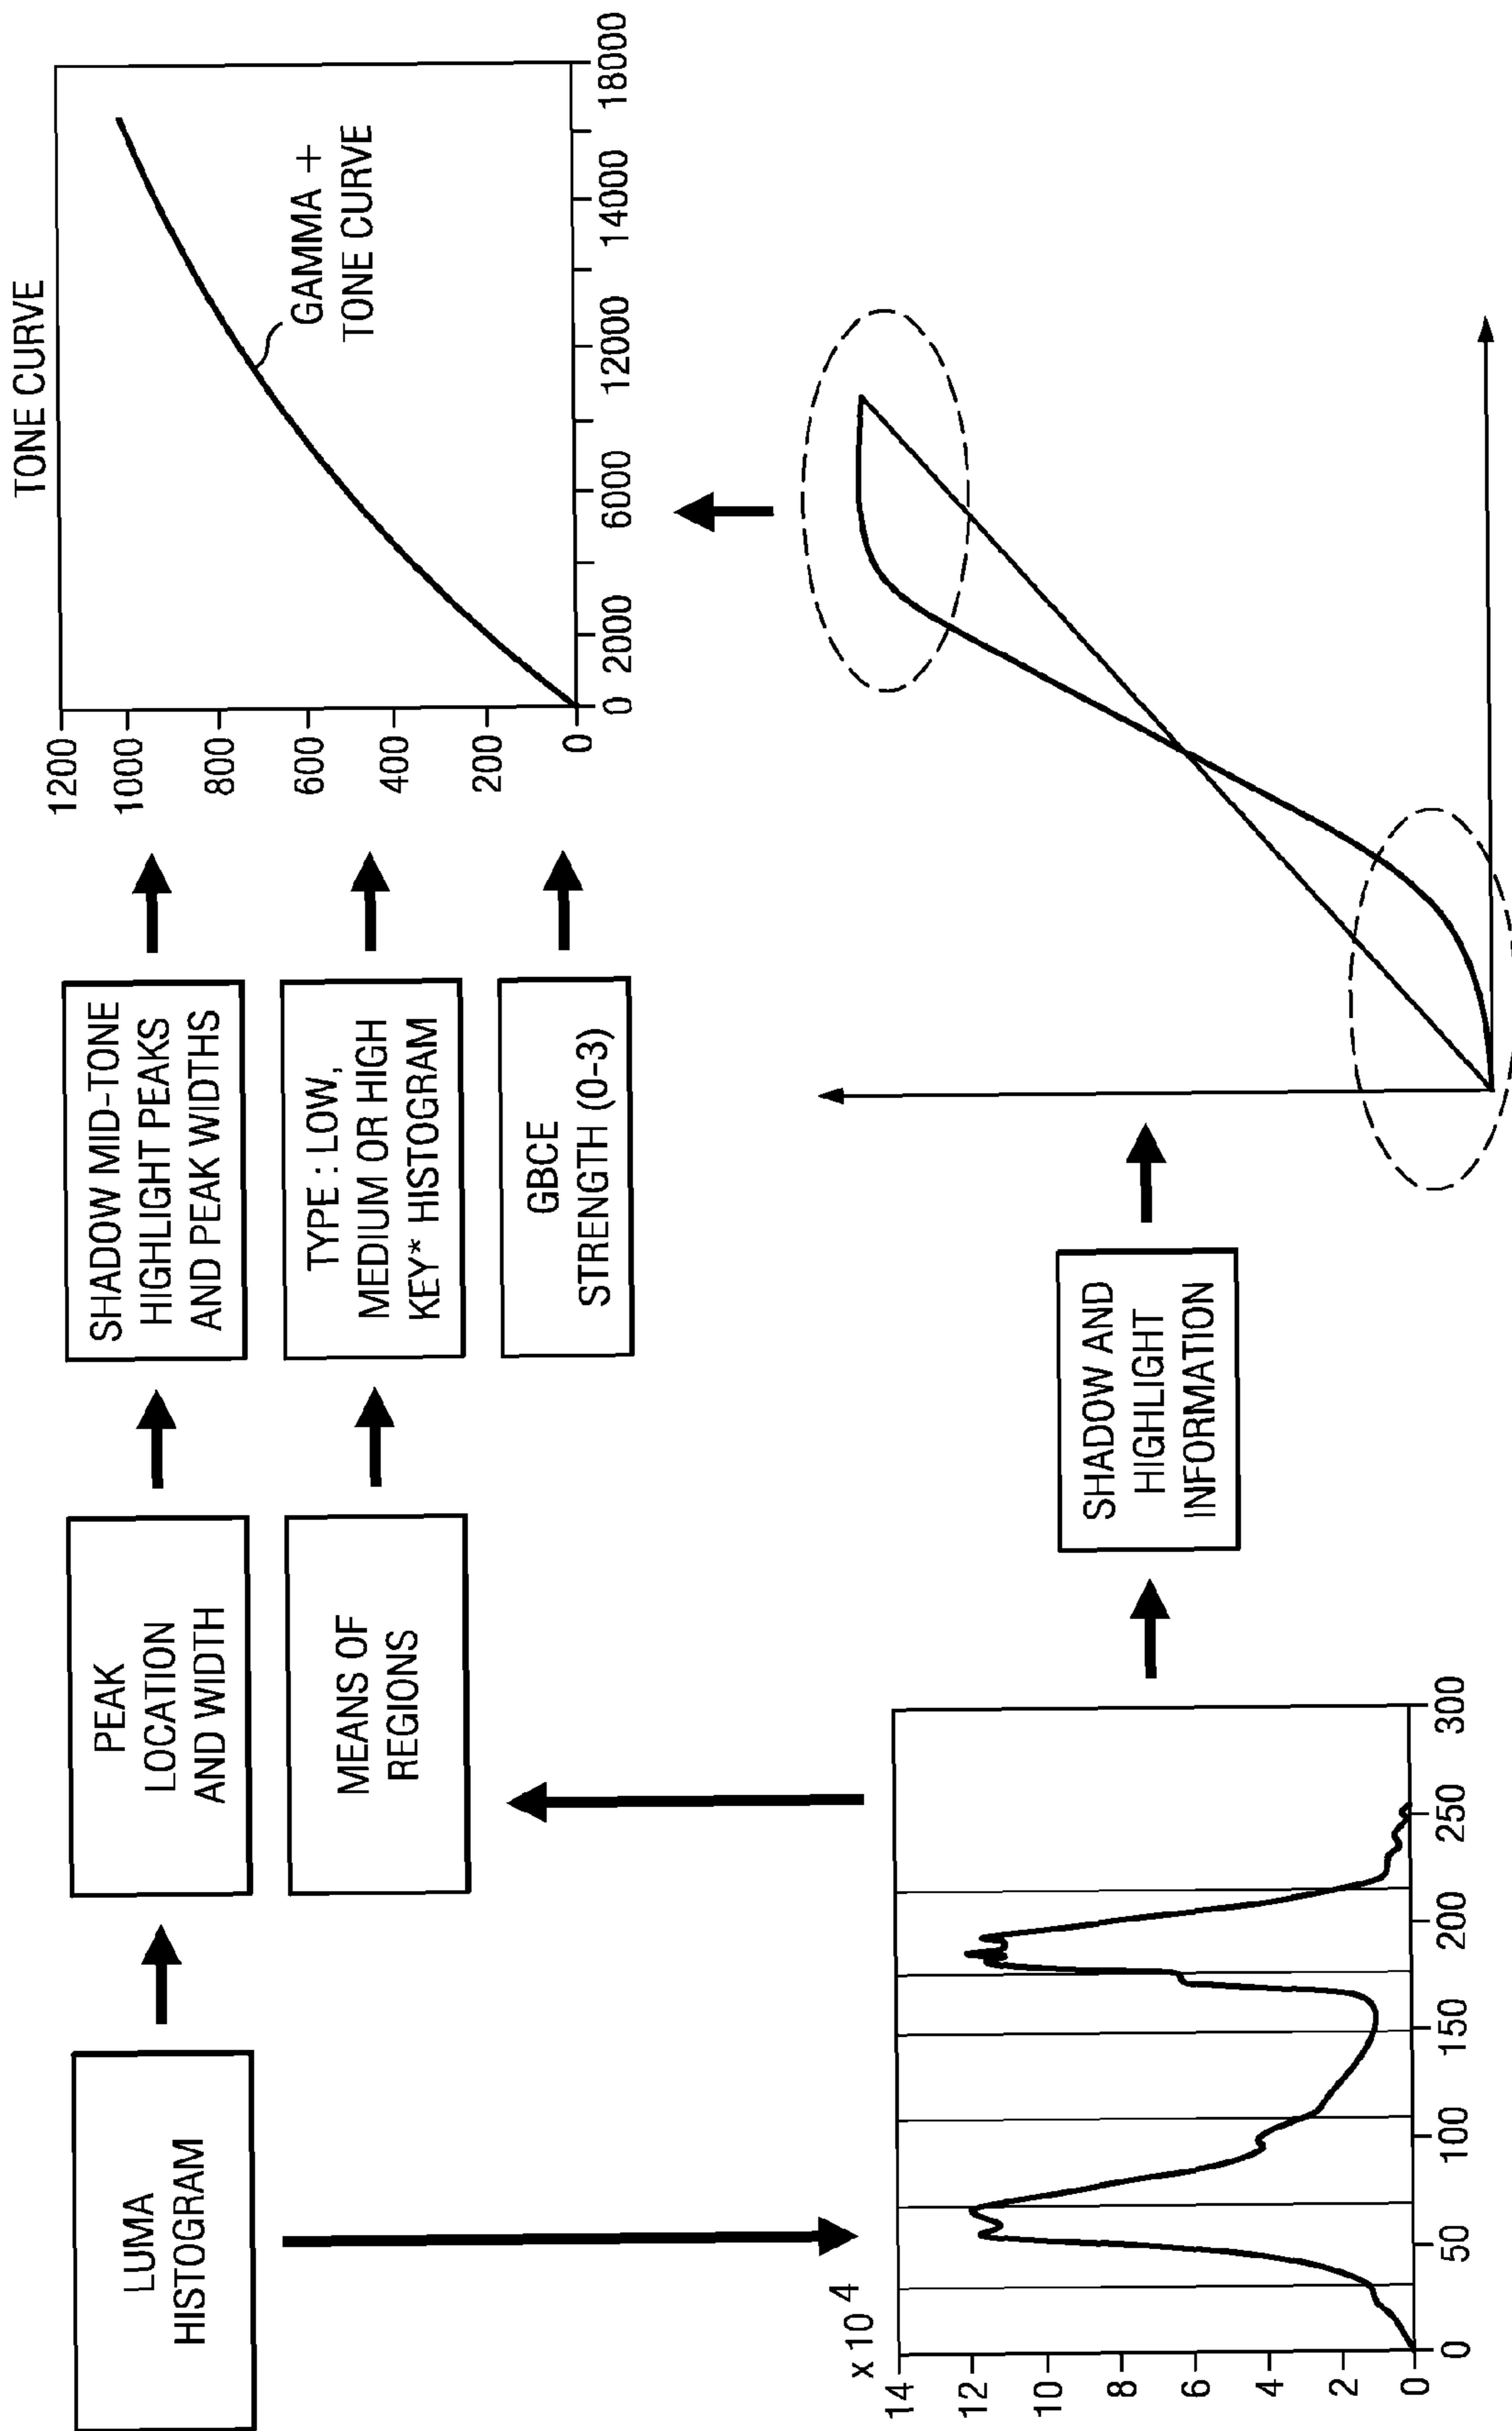 LUMA
HISTOGRAM
PEAK
LOCATION
AND WIDTH
MEANS OF
REGIONS
SHADOW MID-TONE
HIGHLIGHT PEAKS
AND PEAK WIDTHS
TYPE : LOW,
MEDIUM OR HIGH
KEY* HISTOGRAM
GBCE
STRENGTH (0-3)
TONE CURVE
1200
1000
800
600
400
200
0
GAMMA +
TONE CURVE
0 2000 6000 12000 14000 18000
x 10 4
14
12
10
8
6
4
2
0
0 50 100 150 200 250 300
SHADOW AND
HIGHLIGHT
INFORMATION